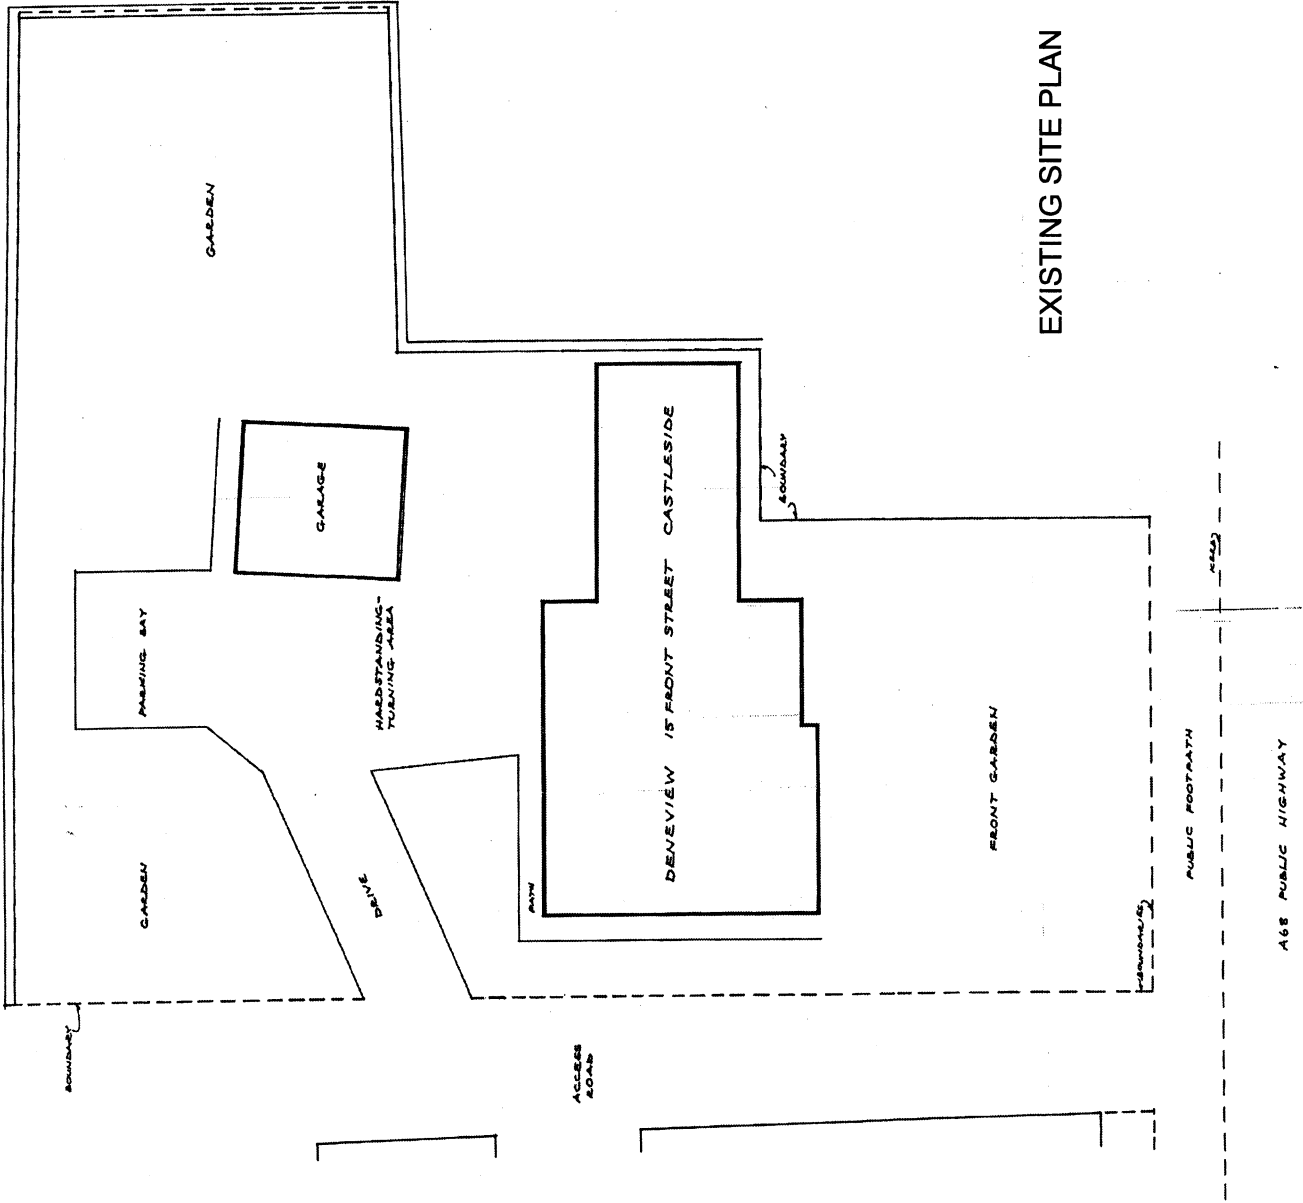 EXISTING SITE PLAN
GARDEN
GARAGE
PARKING BAY
HARDSTANDING-
TURNING AREA
GARDEN
DRIVE
PATH
DENEVIEW 15 FRONT STREET CASTLESIDE
BOUNDARY
FRONT GARDEN
KERB
PUBLIC FOOTPATH
A68 PUBLIC HIGHWAY
BOUNDARIES
BOUNDARY
ACCESS
ROAD